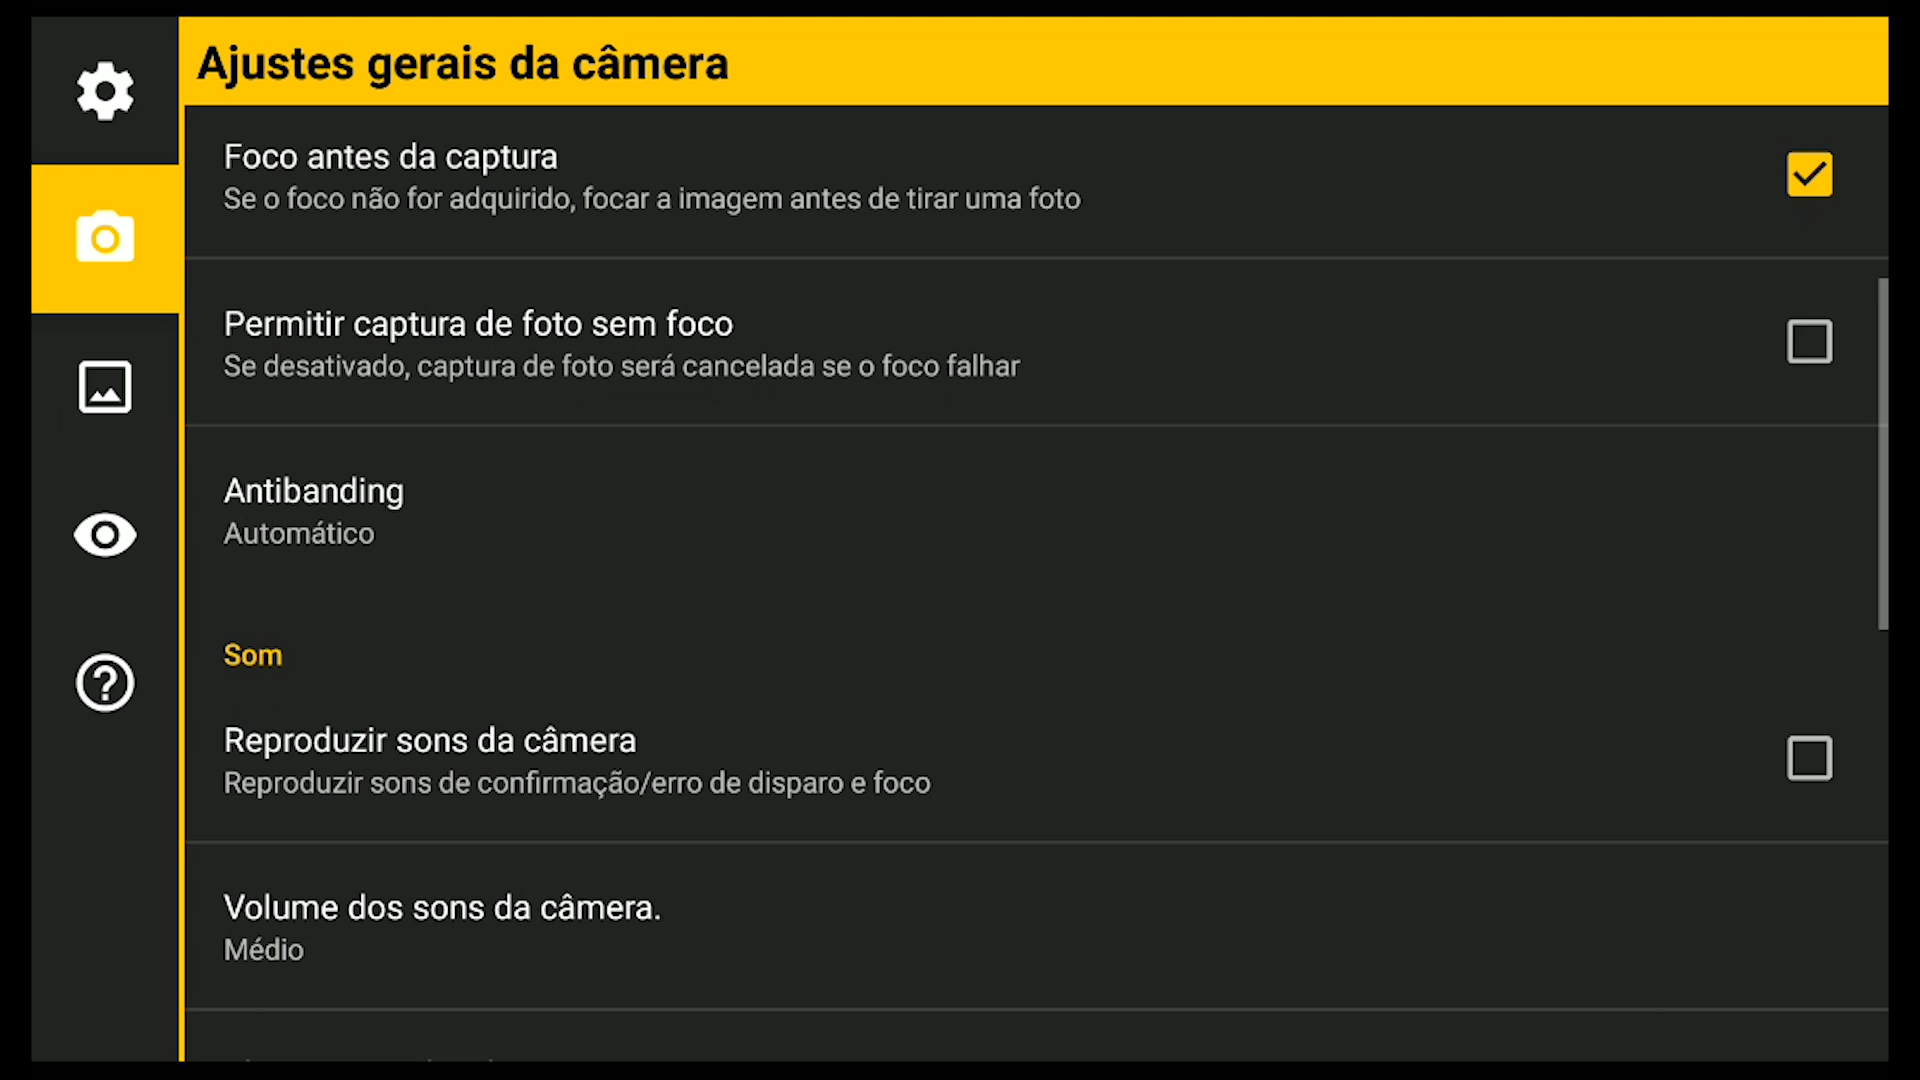 Ajustes gerais da câmera
Foco antes da captura
Se o foco não for adquirido, focar a imagem antes de tirar uma foto
Permitir captura de foto sem foco
Se desativado, captura de foto será cancelada se o foco falhar
Antibanding
Automático
Som
Reproduzir sons da câmera
Reproduzir sons de confirmação/erro de disparo e foco
Volume dos sons da câmera.
Médio